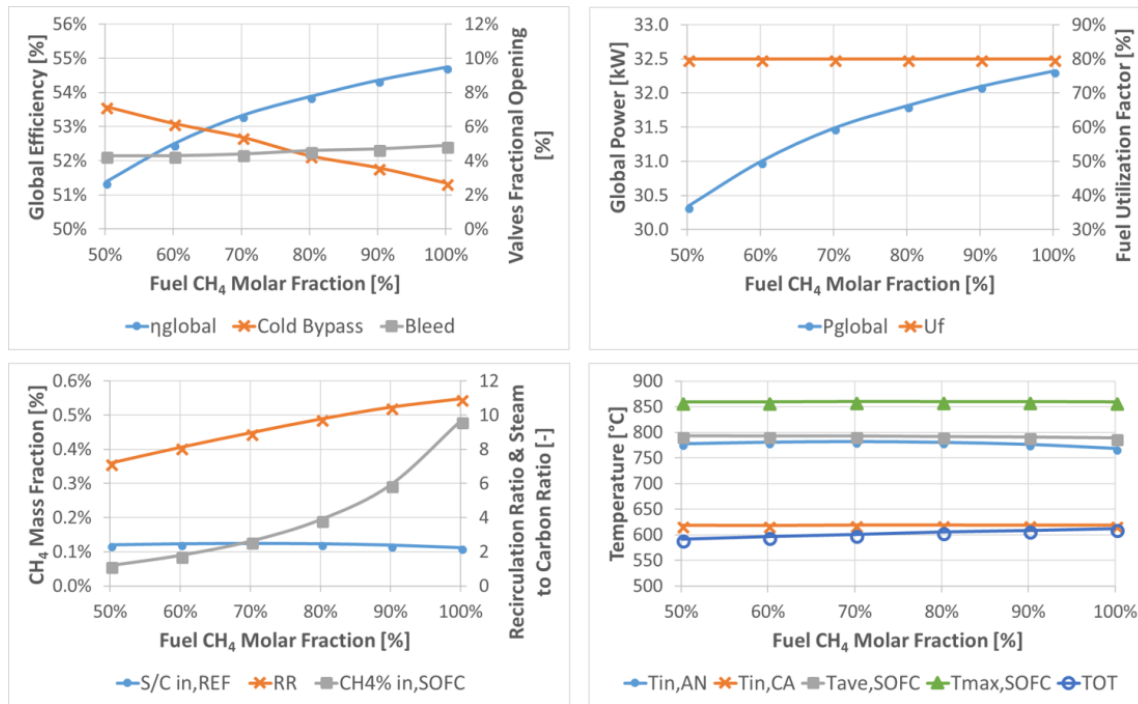 56%
55%
54%
53%
52%
51%
50%
Global Efficiency [%]
12%
10%
8%
6%
4%
2%
0%
Valves Fractional Opening
[%]
50% 60% 70% 80% 90% 100%
Fuel CH₄ Molar Fraction [%]
ηglobal Cold Bypass Bleed
33.0
32.5
32.0
31.5
31.0
30.5
30.0
Global Power [kW]
90%
80%
70%
60%
50%
40%
30%
Fuel Utilization Factor [%]
50% 60% 70% 80% 90% 100%
Fuel CH₄ Molar Fraction [%]
Pglobal Uf
0.6%
0.5%
0.4%
0.3%
0.2%
0.1%
0.0%
CH₄ Mass Fraction [%]
12
10
8
6
4
2
0
Recirculation Ratio & Steam
to Carbon Ratio [-]
50% 60% 70% 80% 90% 100%
Fuel CH₄ Molar Fraction [%]
S/C in,REF RR CH4% in,SOFC
900
850
800
750
700
650
600
550
500
Temperature [°C]
50% 60% 70% 80% 90% 100%
Fuel CH₄ Molar Fraction [%]
Tin,AN Tin,CA Tave,SOFC Tmax,SOFC TOT